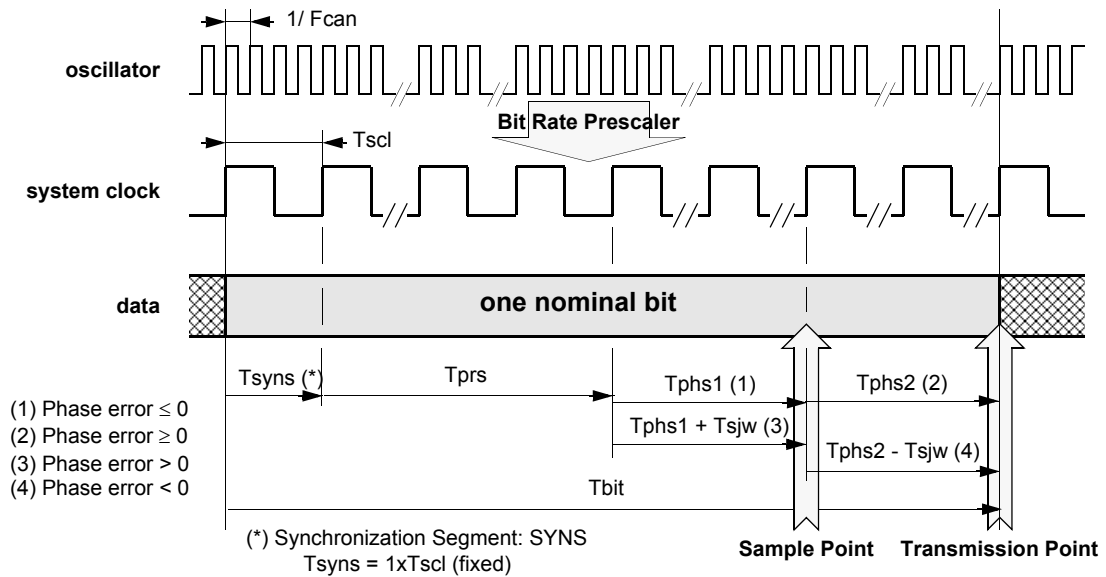 1/ Fcan
oscillator
Bit Rate Prescaler
Tscl
system clock
data
one nominal bit
Tsyns (*)
Tprs
Tphs1 (1)
Tphs2 (2)
(1) Phase error ≤ 0
(2) Phase error ≥ 0
(3) Phase error > 0
(4) Phase error < 0
Tphs1 + Tsjw (3)
Tphs2 - Tsjw (4)
Tbit
(*) Synchronization Segment: SYNS
Tsyns = 1xTscl (fixed)
Sample Point
Transmission Point